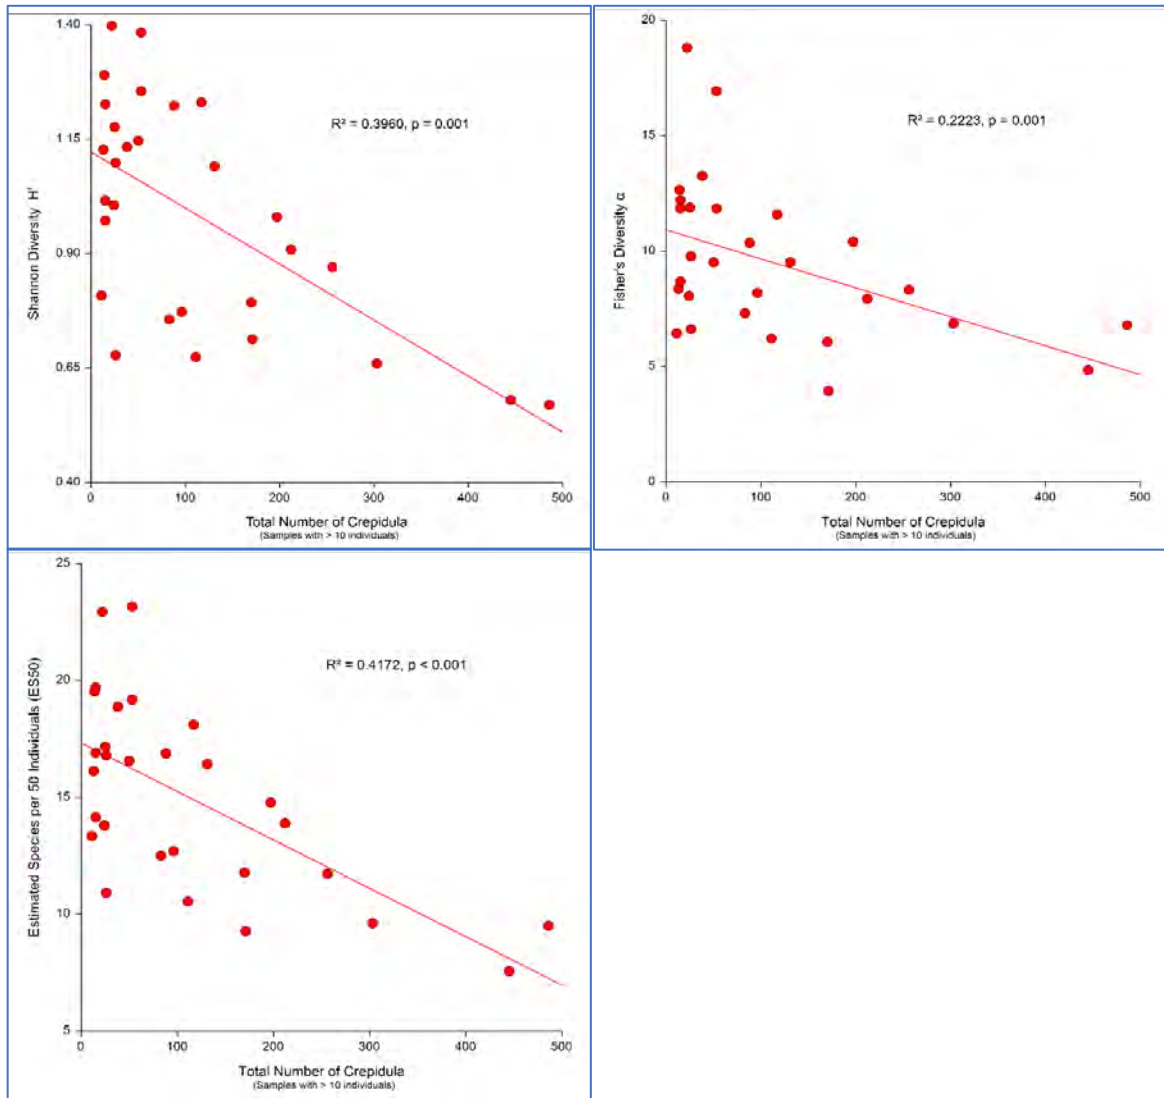 1.40
1.15
0.90
0.65
0.40
Shannon Diversity H'
R² = 0.3960, p = 0.001
0
100
200
300
400
500
Total Number of Crepidula
(Samples with > 10 individuals)
20
15
10
5
0
Fisher's Diversity α
R² = 0.2223, p = 0.001
0
100
200
300
400
500
Total Number of Crepidula
(Samples with > 10 individuals)
25
20
15
10
5
Estimated Species per 50 Individuals (ES50)
R² = 0.4172, p < 0.001
0
100
200
300
400
500
Total Number of Crepidula
(Samples with > 10 individuals)